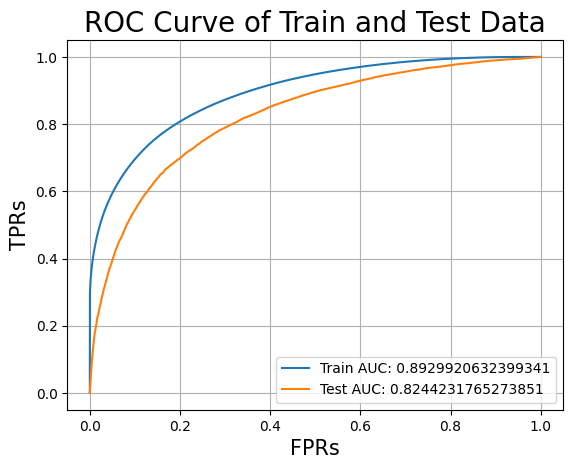 ROC Curve of Train and Test Data
1.0
0.8
0.6
0.4
0.2
0.0
TPRs
Train AUC: 0.8929920632399341
Test AUC: 0.8244231765273851
0.0 0.2 0.4 0.6 0.8 1.0
FPRs